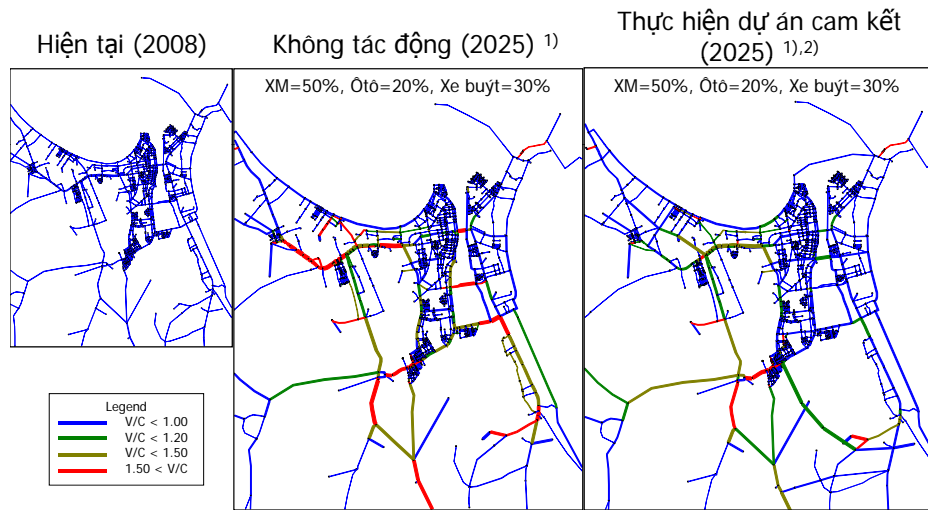 Hiện tại (2008)
Không tác động (2025) 1)
Thực hiện dự án cam kết
(2025) 1),2)
XM=50%, Ôtô=20%, Xe buýt=30%
XM=50%, Ôtô=20%, Xe buýt=30%
Legend
V/C < 1.00
V/C < 1.20
V/C < 1.50
1.50 < V/C